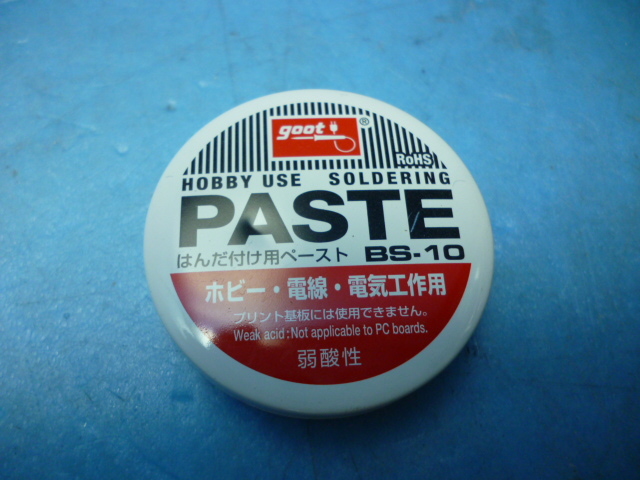 goot ®
RoHS
HOBBY USE SOLDERING
PASTE
はんだ付け用ペースト BS-10
ホビー・電線・電気工作用
プリント基板には使用できません。
Weak acid:Not applicable to PC boards.
弱酸性